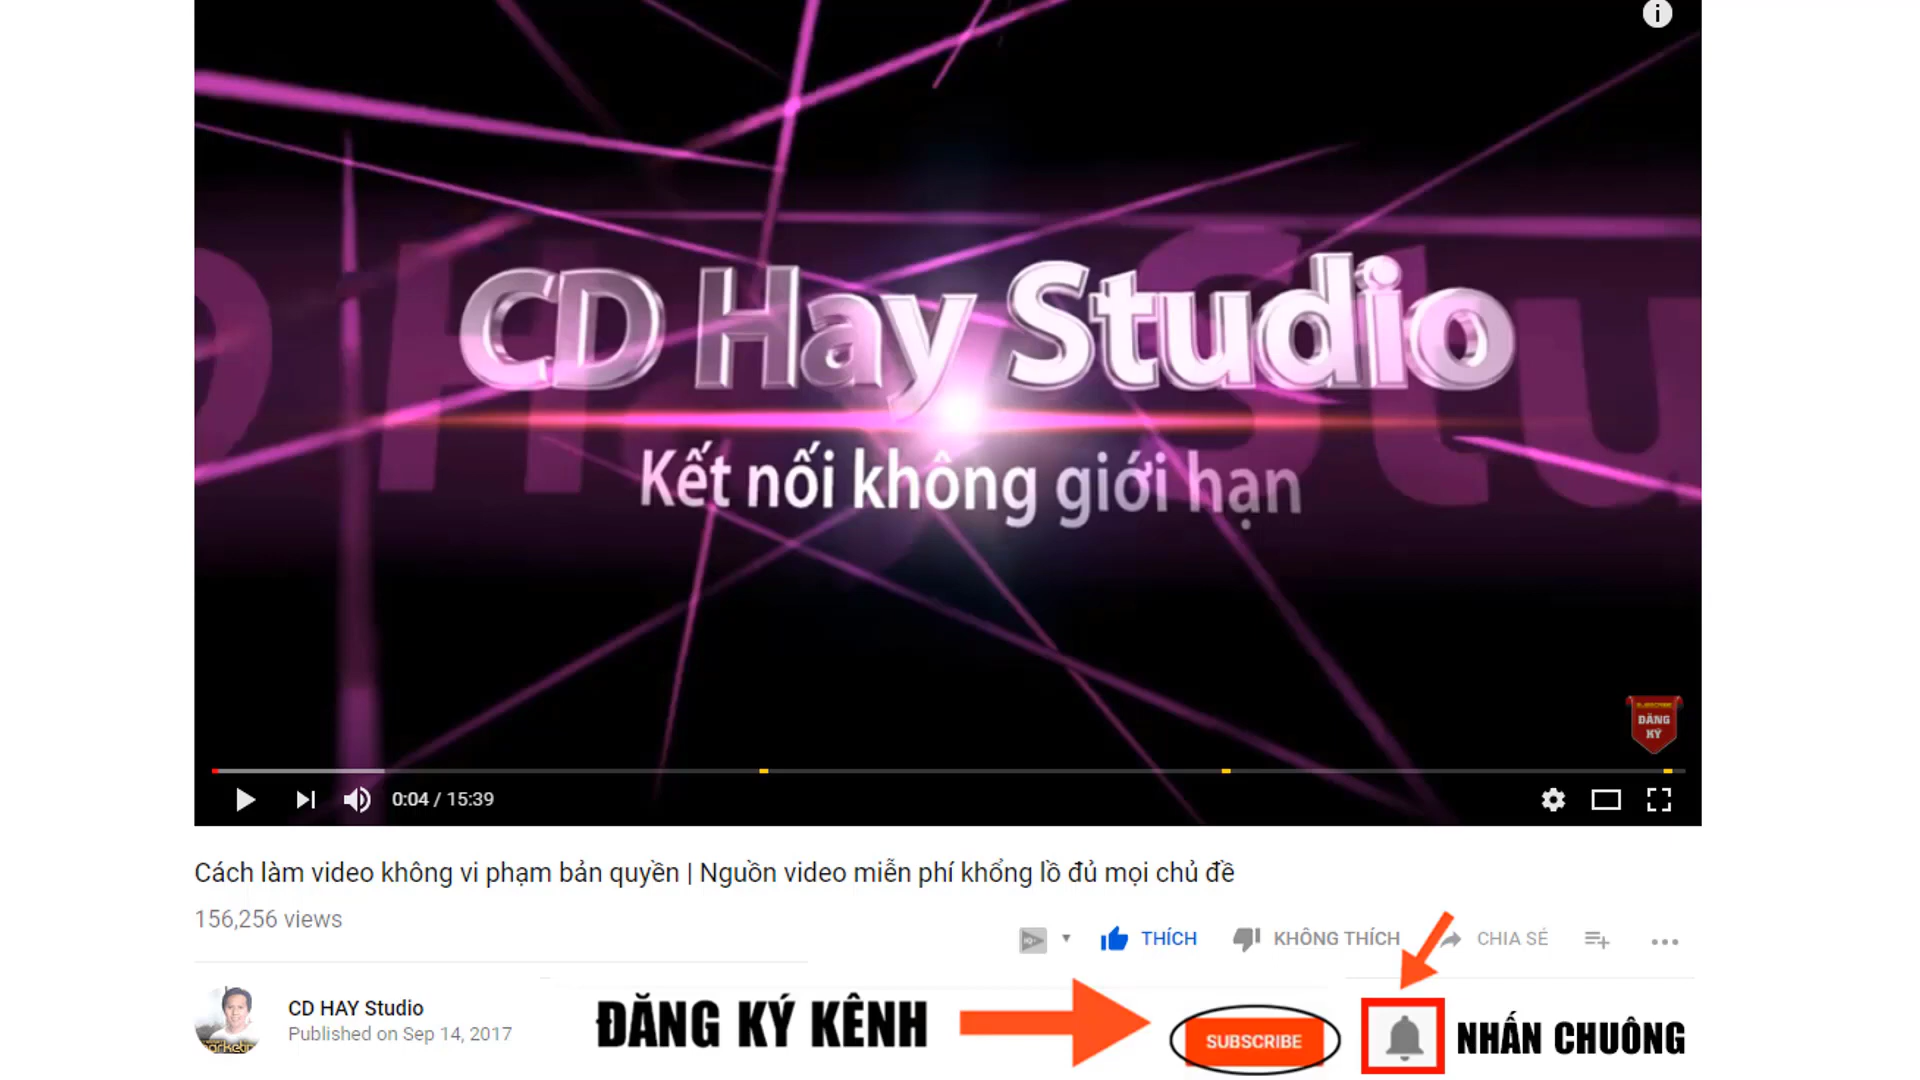 CD Hay Studio
Kết nối không giới hạn
SUBSCRIBE
ĐĂNG
KÝ
0:04 / 15:39
Cách làm video không vi phạm bản quyền | Nguồn video miễn phí khổng lồ đủ mọi chủ đề
156,256 views
THÍCH
KHÔNG THÍCH
CHIA SẺ
CD HAY Studio
Published on Sep 14, 2017
ĐĂNG KÝ KÊNH
SUBSCRIBE
NHẤN CHUÔNG